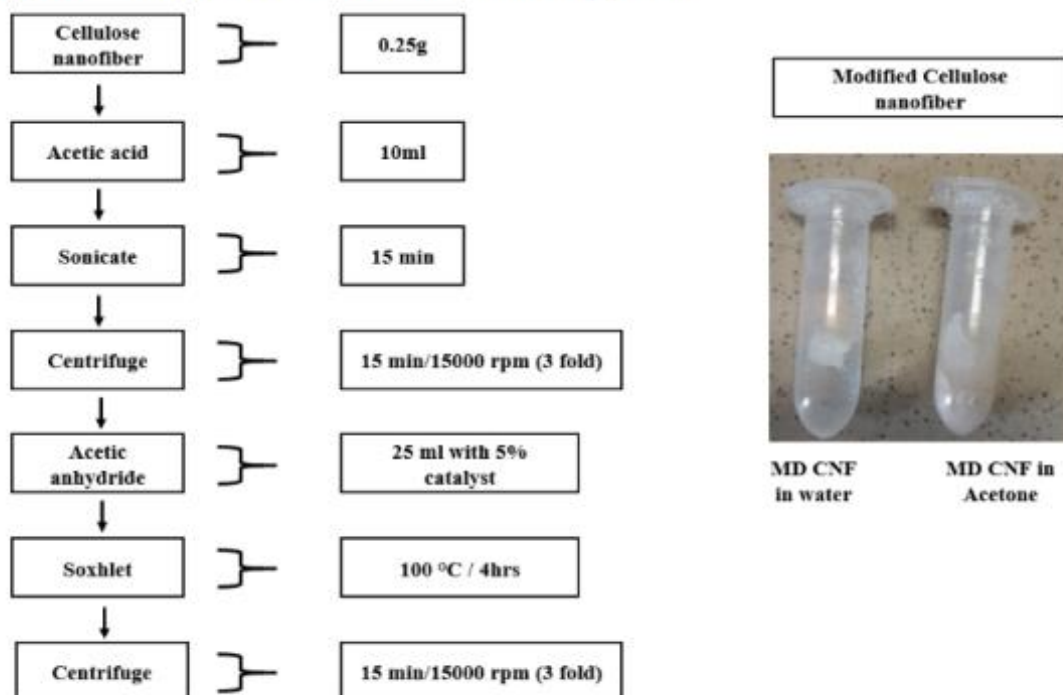 Cellulose
nanofiber
0.25g
Acetic acid
10ml
Sonicate
15 min
Centrifuge
15 min/15000 rpm (3 fold)
Acetic
anhydride
25 ml with 5%
catalyst
Soxhlet
100 °C / 4hrs
Centrifuge
15 min/15000 rpm (3 fold)
Modified Cellulose
nanofiber
MD CNF
in water
MD CNF in
Acetone